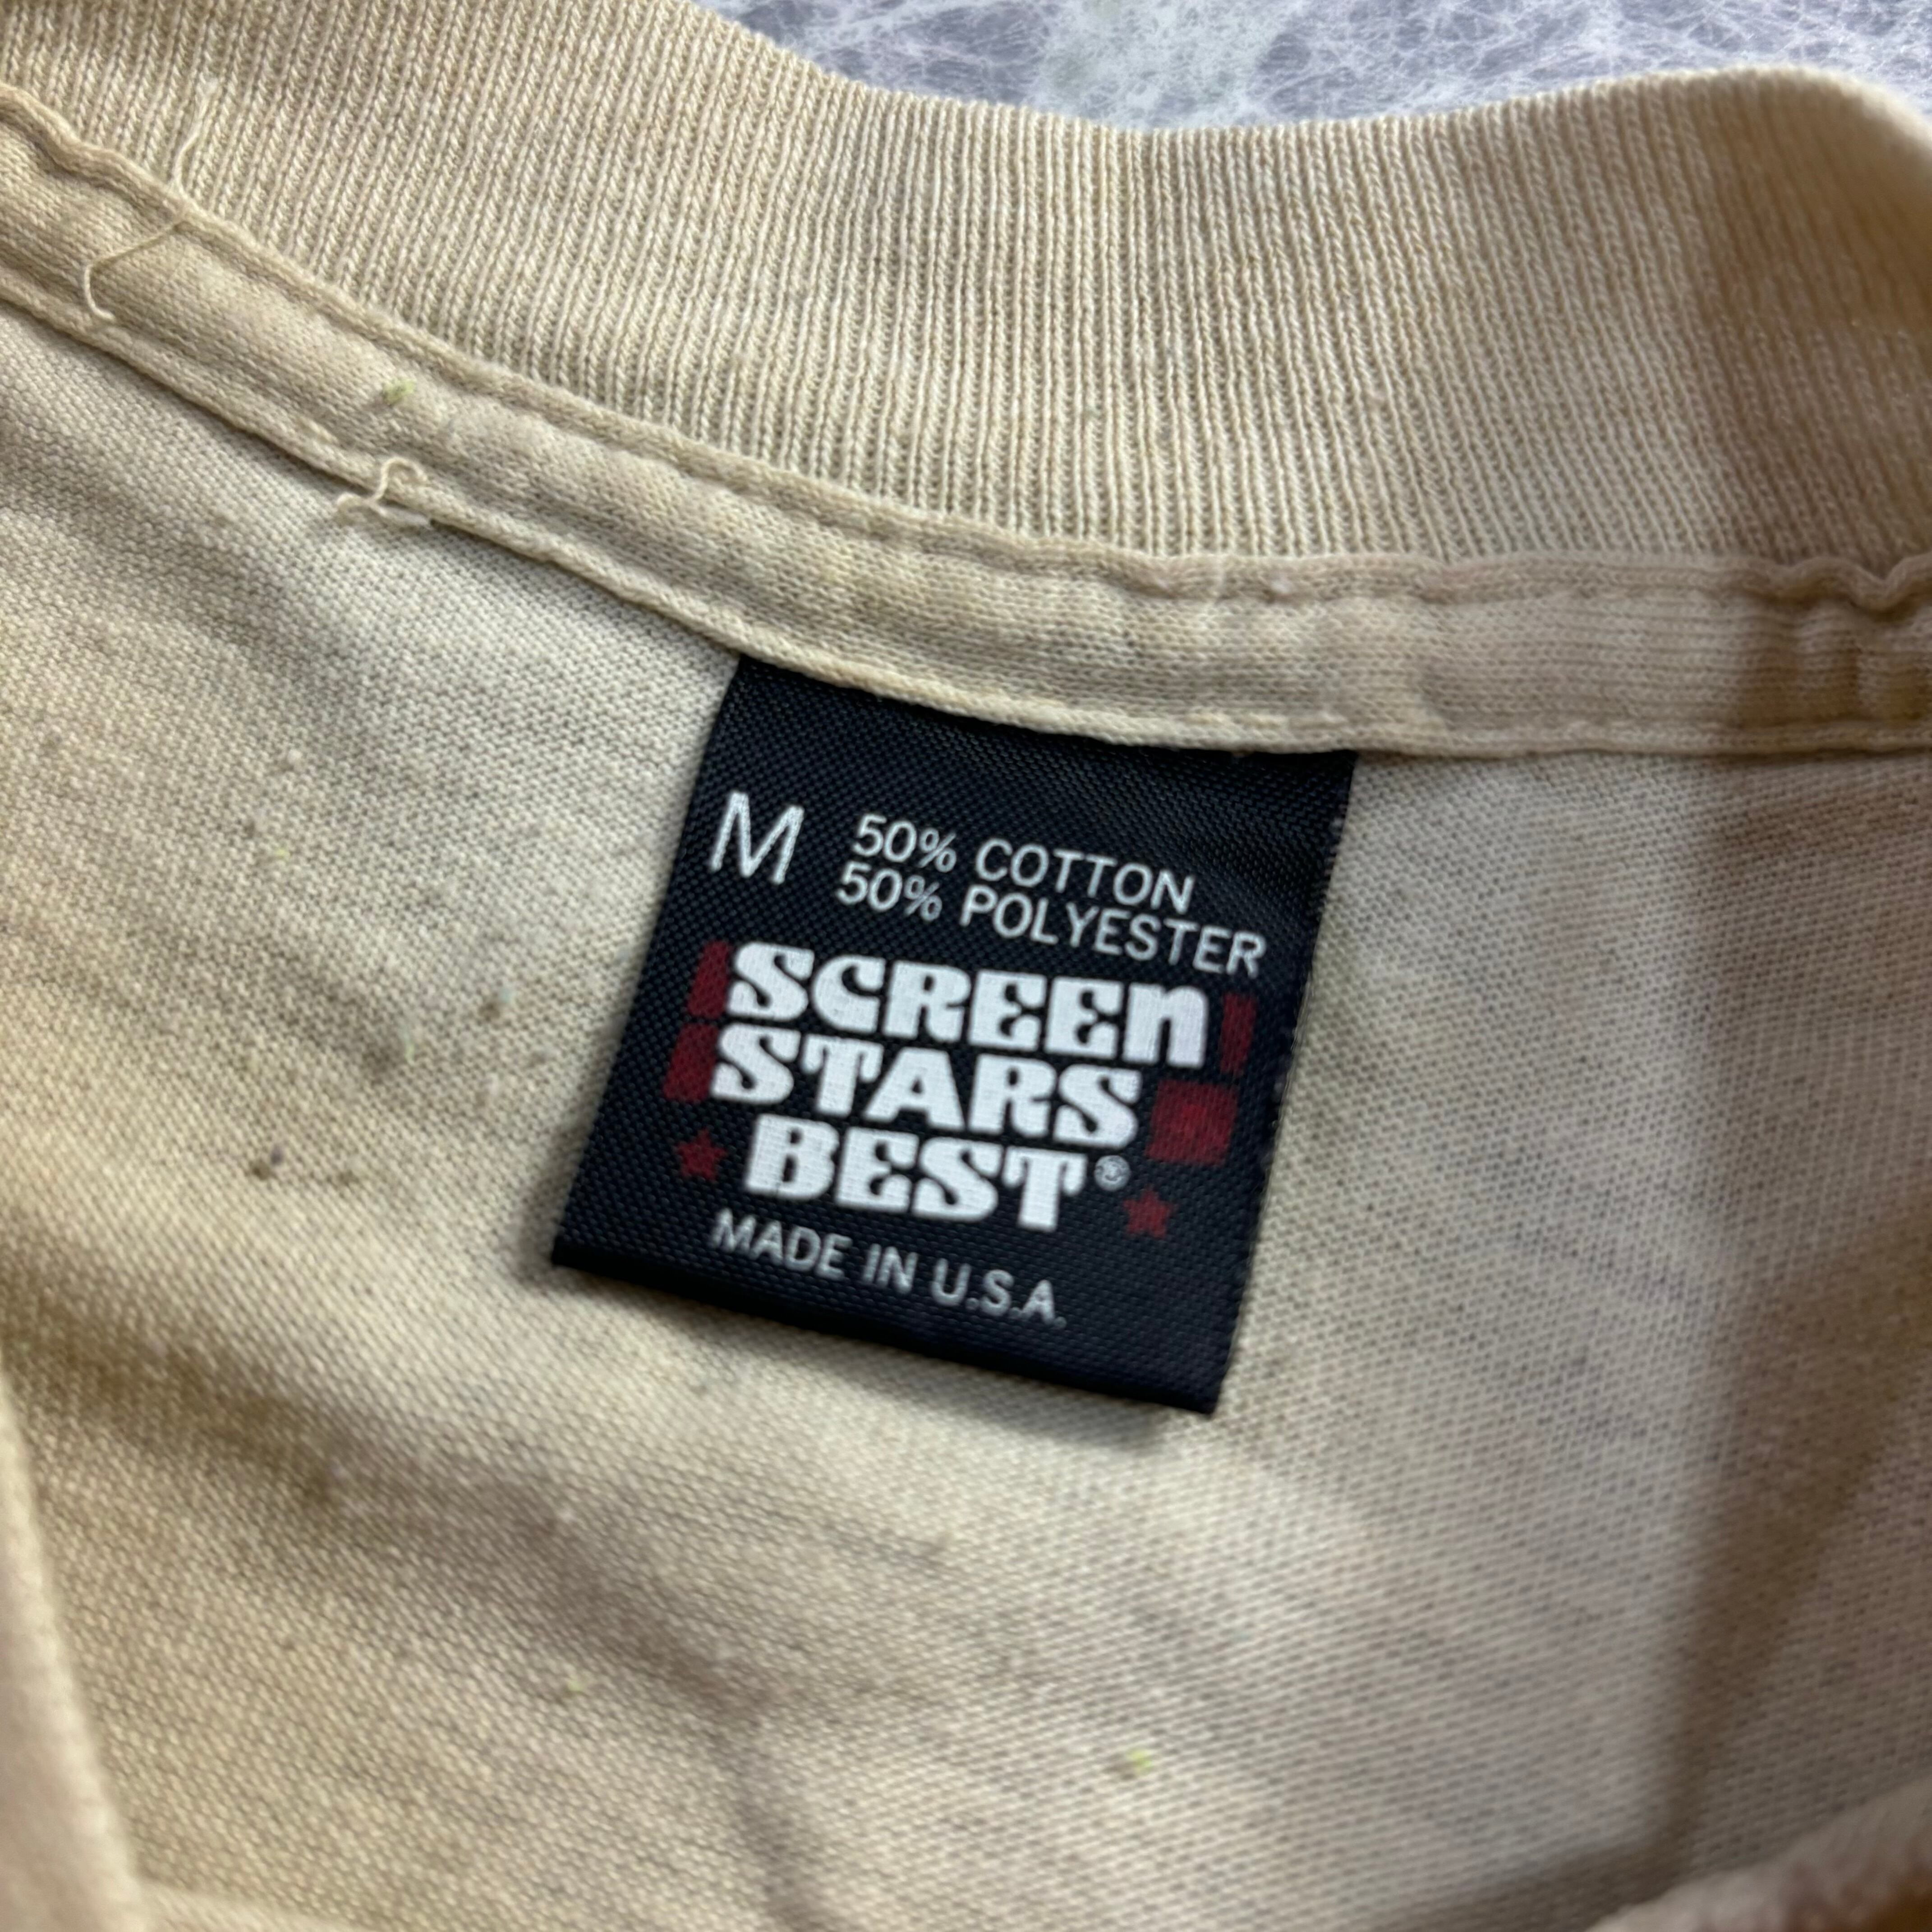 M 50% COTTON
50% POLYESTER
SCREEN
STARS
BEST®
MADE IN U.S.A.